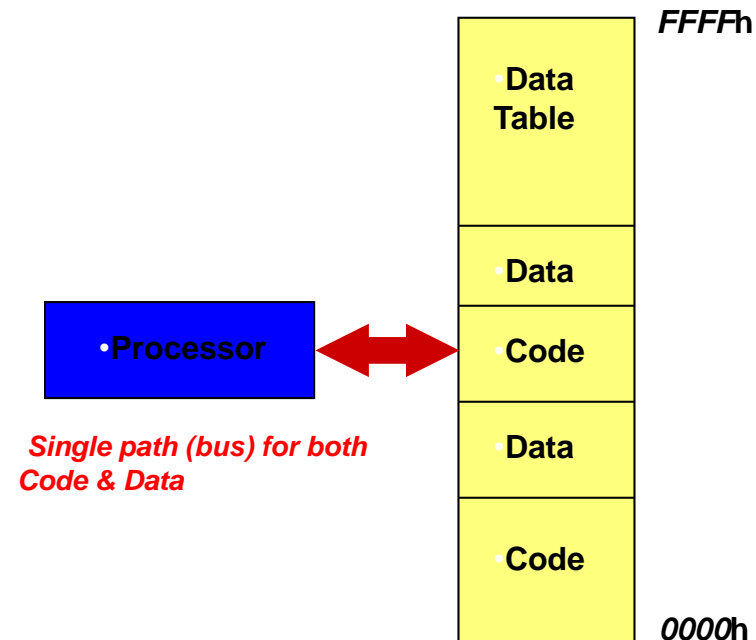 FFFFh
•Data
Table
•Data
•Processor
•Code
Single path (bus) for both
Code & Data
•Data
•Code
0000h